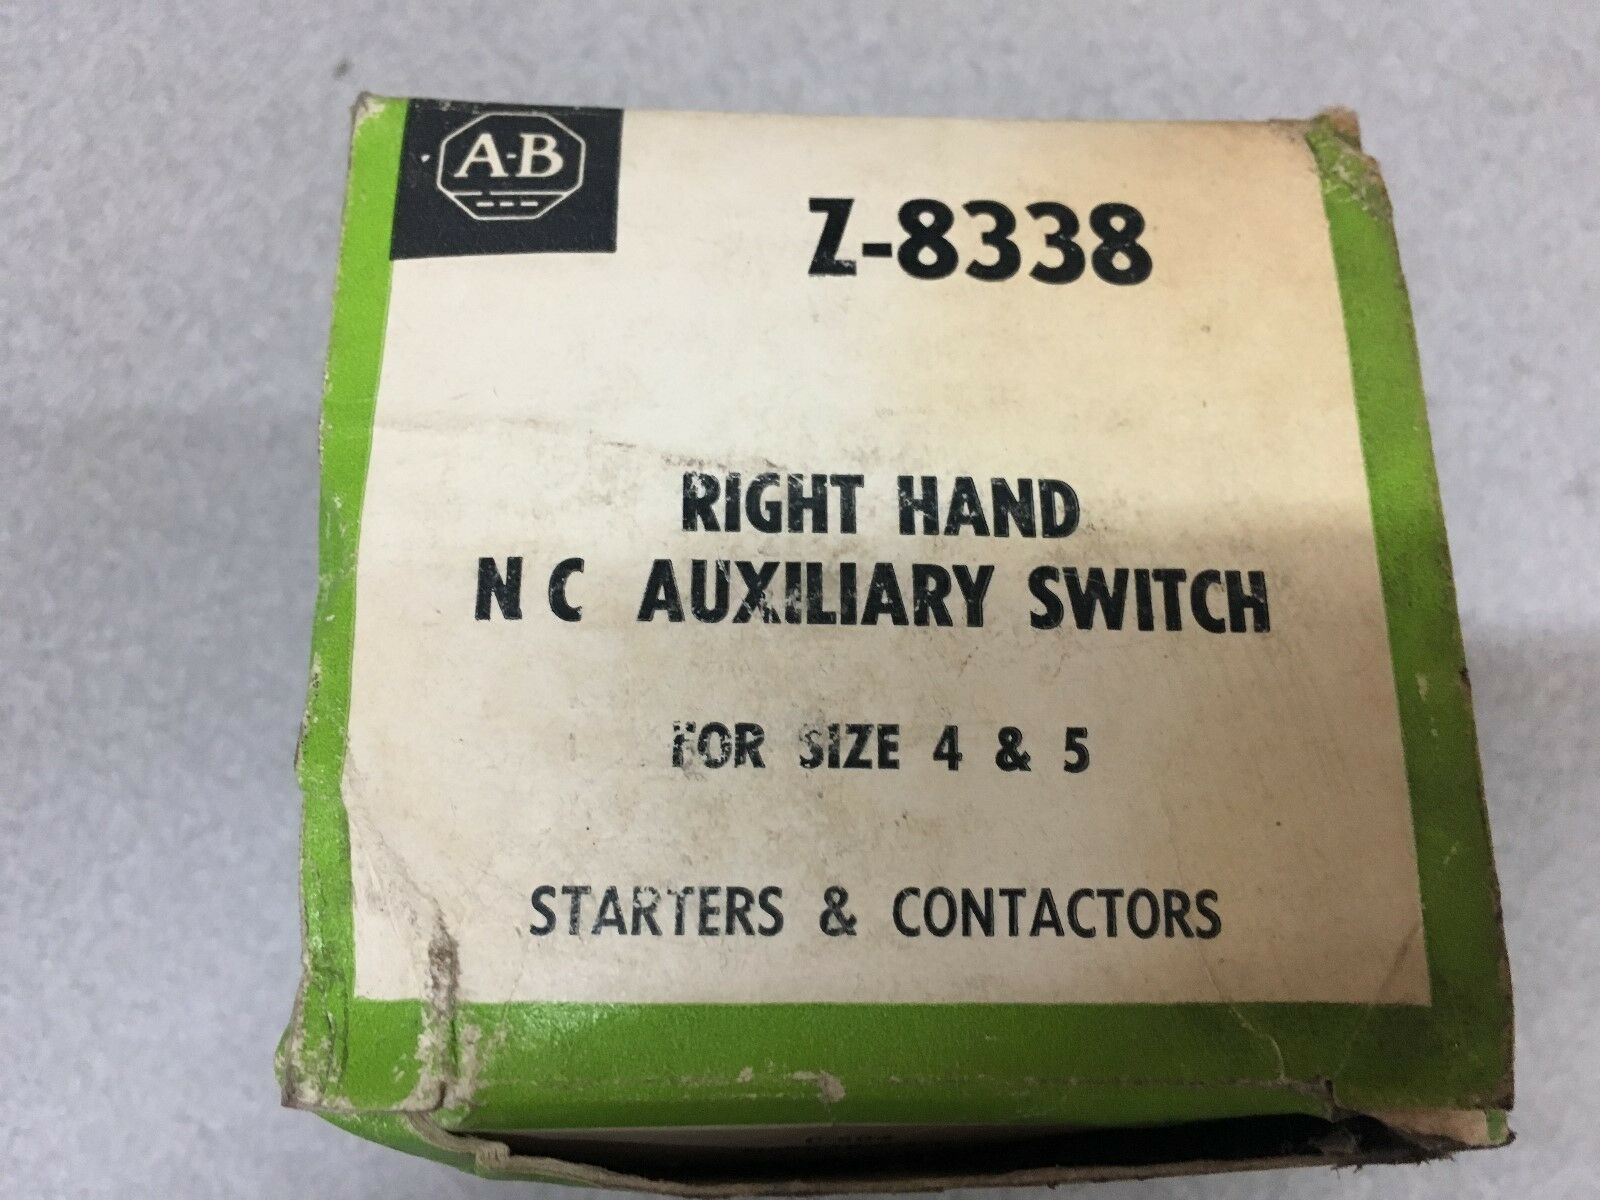 A-B
Z-8338
RIGHT HAND
N C AUXILIARY SWITCH
FOR SIZE 4 & 5
STARTERS & CONTACTORS